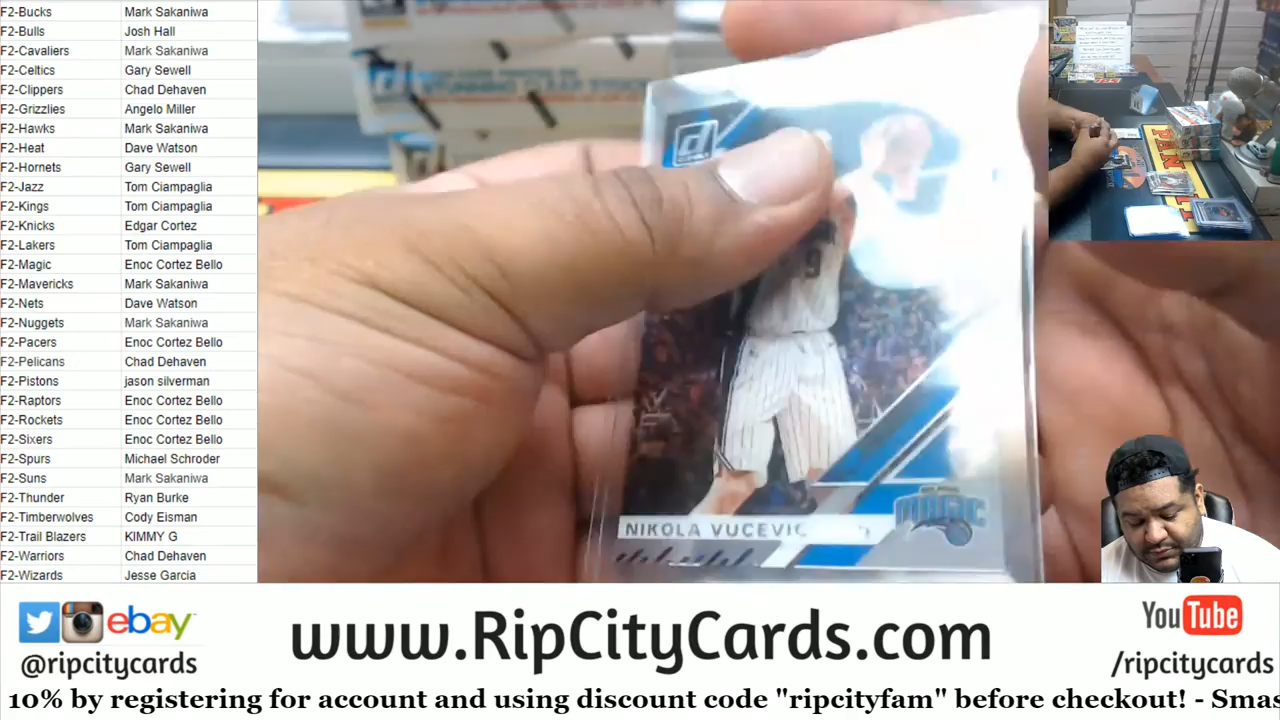 F2-Bucks Mark Sakaniwa
F2-Bulls Josh Hall
F2-Cavaliers Mark Sakaniwa
F2-Celtics Gary Sewell
F2-Clippers Chad Dehaven
F2-Grizzlies Angelo Miller
F2-Hawks Mark Sakaniwa
F2-Heat Dave Watson
F2-Hornets Gary Sewell
F2-Jazz Tom Ciampaglia
F2-Kings Tom Ciampaglia
F2-Knicks Edgar Cortez
F2-Lakers Tom Ciampaglia
F2-Magic Enoc Cortez Bello
F2-Mavericks Mark Sakaniwa
F2-Nets Dave Watson
F2-Nuggets Mark Sakaniwa
F2-Pacers Enoc Cortez Bello
F2-Pelicans Chad Dehaven
F2-Pistons jason silverman
F2-Raptors Enoc Cortez Bello
F2-Rockets Enoc Cortez Bello
F2-Sixers Enoc Cortez Bello
F2-Spurs Michael Schroder
F2-Suns Mark Sakaniwa
F2-Thunder Ryan Burke
F2-Timberwolves Cody Eisman
F2-Trail Blazers KIMMY G
F2-Warriors Chad Dehaven
F2-Wizards Jesse Garcia
NIKOLA VUCEVIC
MAGIC
ebay
@ripcitycards
www.RipCityCards.com
YouTube
/ripcitycards
10% by registering for account and using discount code "ripcityfam" before checkout! - Smas